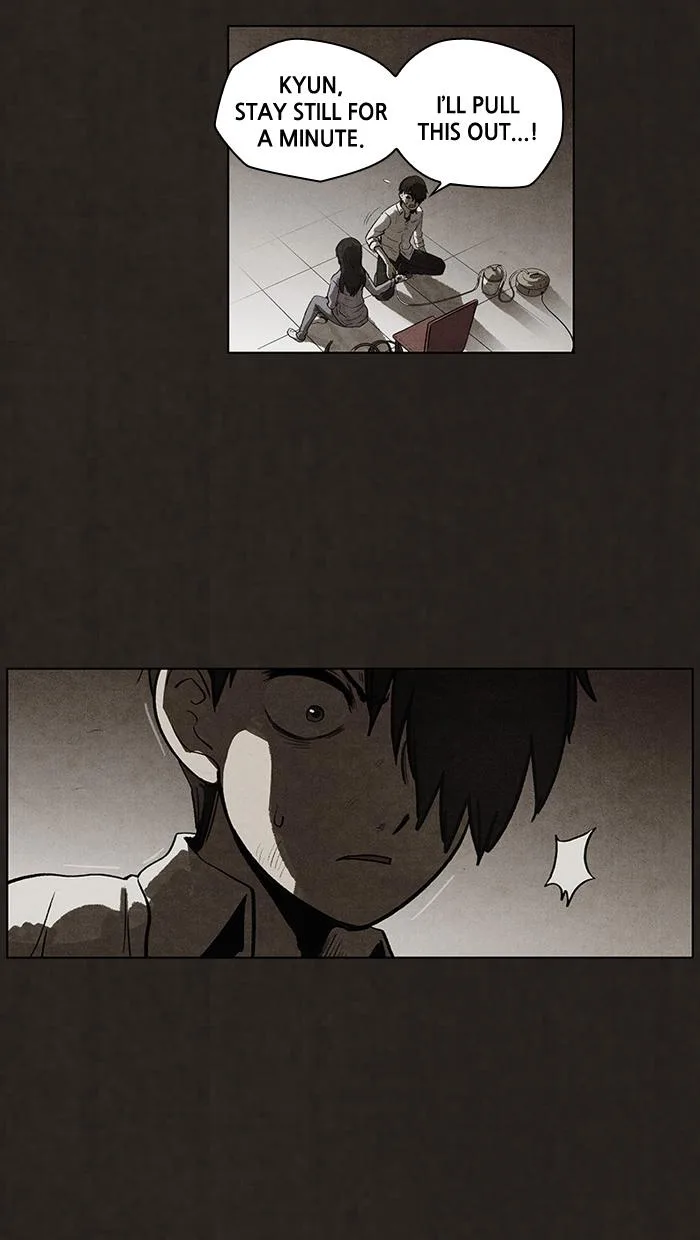 KYUN,
STAY STILL FOR
A MINUTE.
I'LL PULL
THIS OUT...!